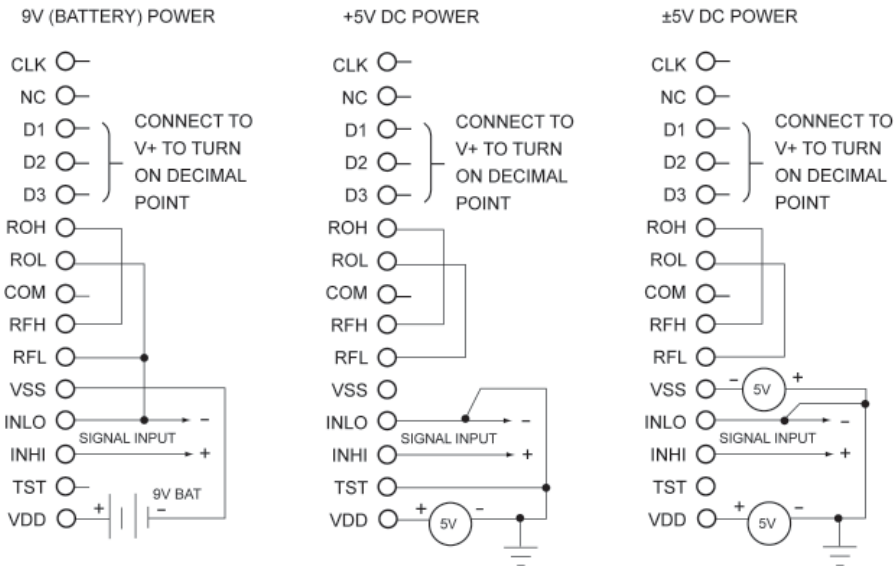 9V (BATTERY) POWER
CLK
NC
D1
D2
D3
CONNECT TO
V+ TO TURN
ON DECIMAL
POINT
ROH
ROL
COM
RFH
RFL
VSS
INLO
-
SIGNAL INPUT
INHI
+
TST
9V BAT
VDD
+
-
+5V DC POWER
CLK
NC
D1
D2
D3
CONNECT TO
V+ TO TURN
ON DECIMAL
POINT
ROH
ROL
COM
RFH
RFL
VSS
INLO
-
SIGNAL INPUT
INHI
+
TST
VDD
+
5V
-
±5V DC POWER
CLK
NC
D1
D2
D3
CONNECT TO
V+ TO TURN
ON DECIMAL
POINT
ROH
ROL
COM
RFH
RFL
VSS
-
5V
+
INLO
-
SIGNAL INPUT
INHI
+
TST
VDD
+
5V
-